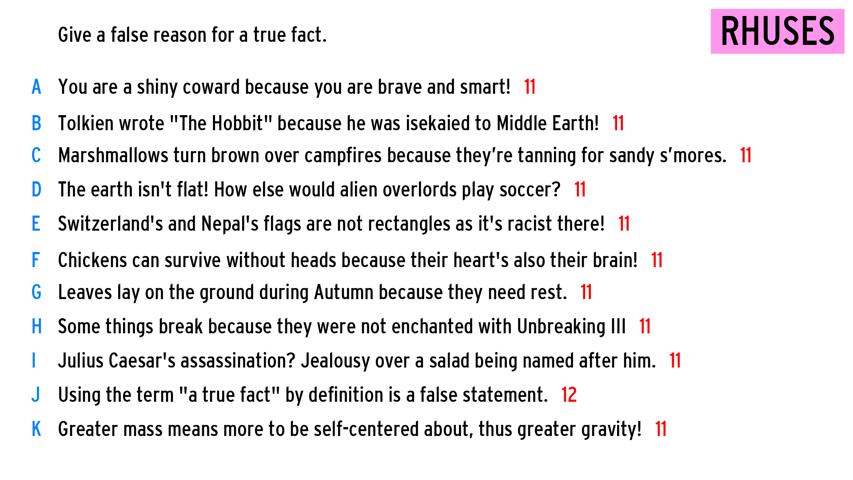 Give a false reason for a true fact.
RHUSES
A You are a shiny coward because you are brave and smart! 11
B Tolkien wrote "The Hobbit" because he was isekaied to Middle Earth! 11
C Marshmallows turn brown over campfires because they’re tanning for sandy s’mores. 11
D The earth isn't flat! How else would alien overlords play soccer? 11
E Switzerland's and Nepal's flags are not rectangles as it's racist there! 11
F Chickens can survive without heads because their heart's also their brain! 11
G Leaves lay on the ground during Autumn because they need rest. 11
H Some things break because they were not enchanted with Unbreaking III 11
I Julius Caesar's assassination? Jealousy over a salad being named after him. 11
J Using the term "a true fact" by definition is a false statement. 12
K Greater mass means more to be self-centered about, thus greater gravity! 11